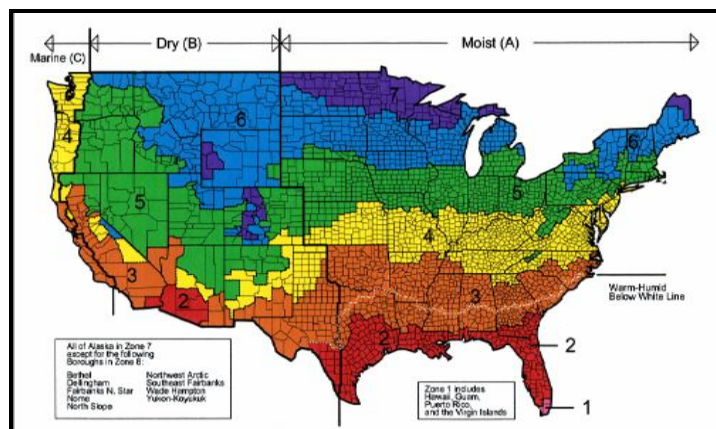 Marine (C)
Dry (B)
Moist (A)
7
6
6
5
5
4
4
3
3
2
2
Warm-Humid
Below White Line
2
1
All of Alaska in Zone 7
except for the following
Boroughs in Zone 8:
Bethel Northwest Arctic
Dellingham Southeast Fairbanks
Fairbanks N. Star Wade Hampton
Nome Yukon-Koyukuk
North Slope
Zone 1 includes
Hawaii, Guam,
Puerto Rico,
and the Virgin Islands